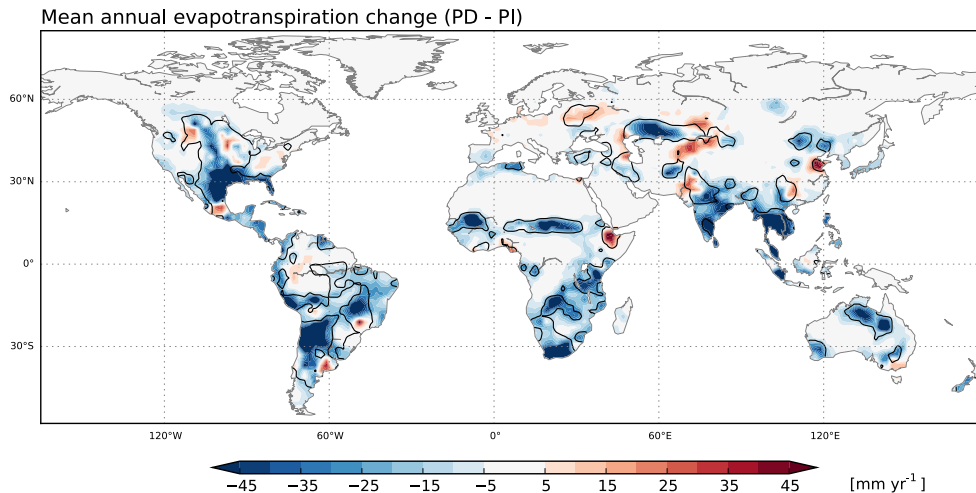 Mean annual evapotranspiration change (PD - PI)
60°N
30°N
0°
30°S
120°W 60°W 0° 60°E 120°E
−45 −35 −25 −15 −5 5 15 25 35 45 [mm yr⁻¹]